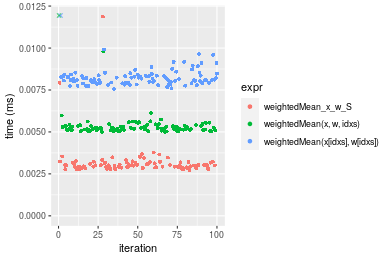 0.0125
0.0100
0.0075
0.0050
0.0025
0.0000
time (ms)
0
25
50
75
100
iteration
expr
weightedMean_x_w_S
weightedMean(x, w, idxs)
weightedMean(x[idxs], w[idxs])